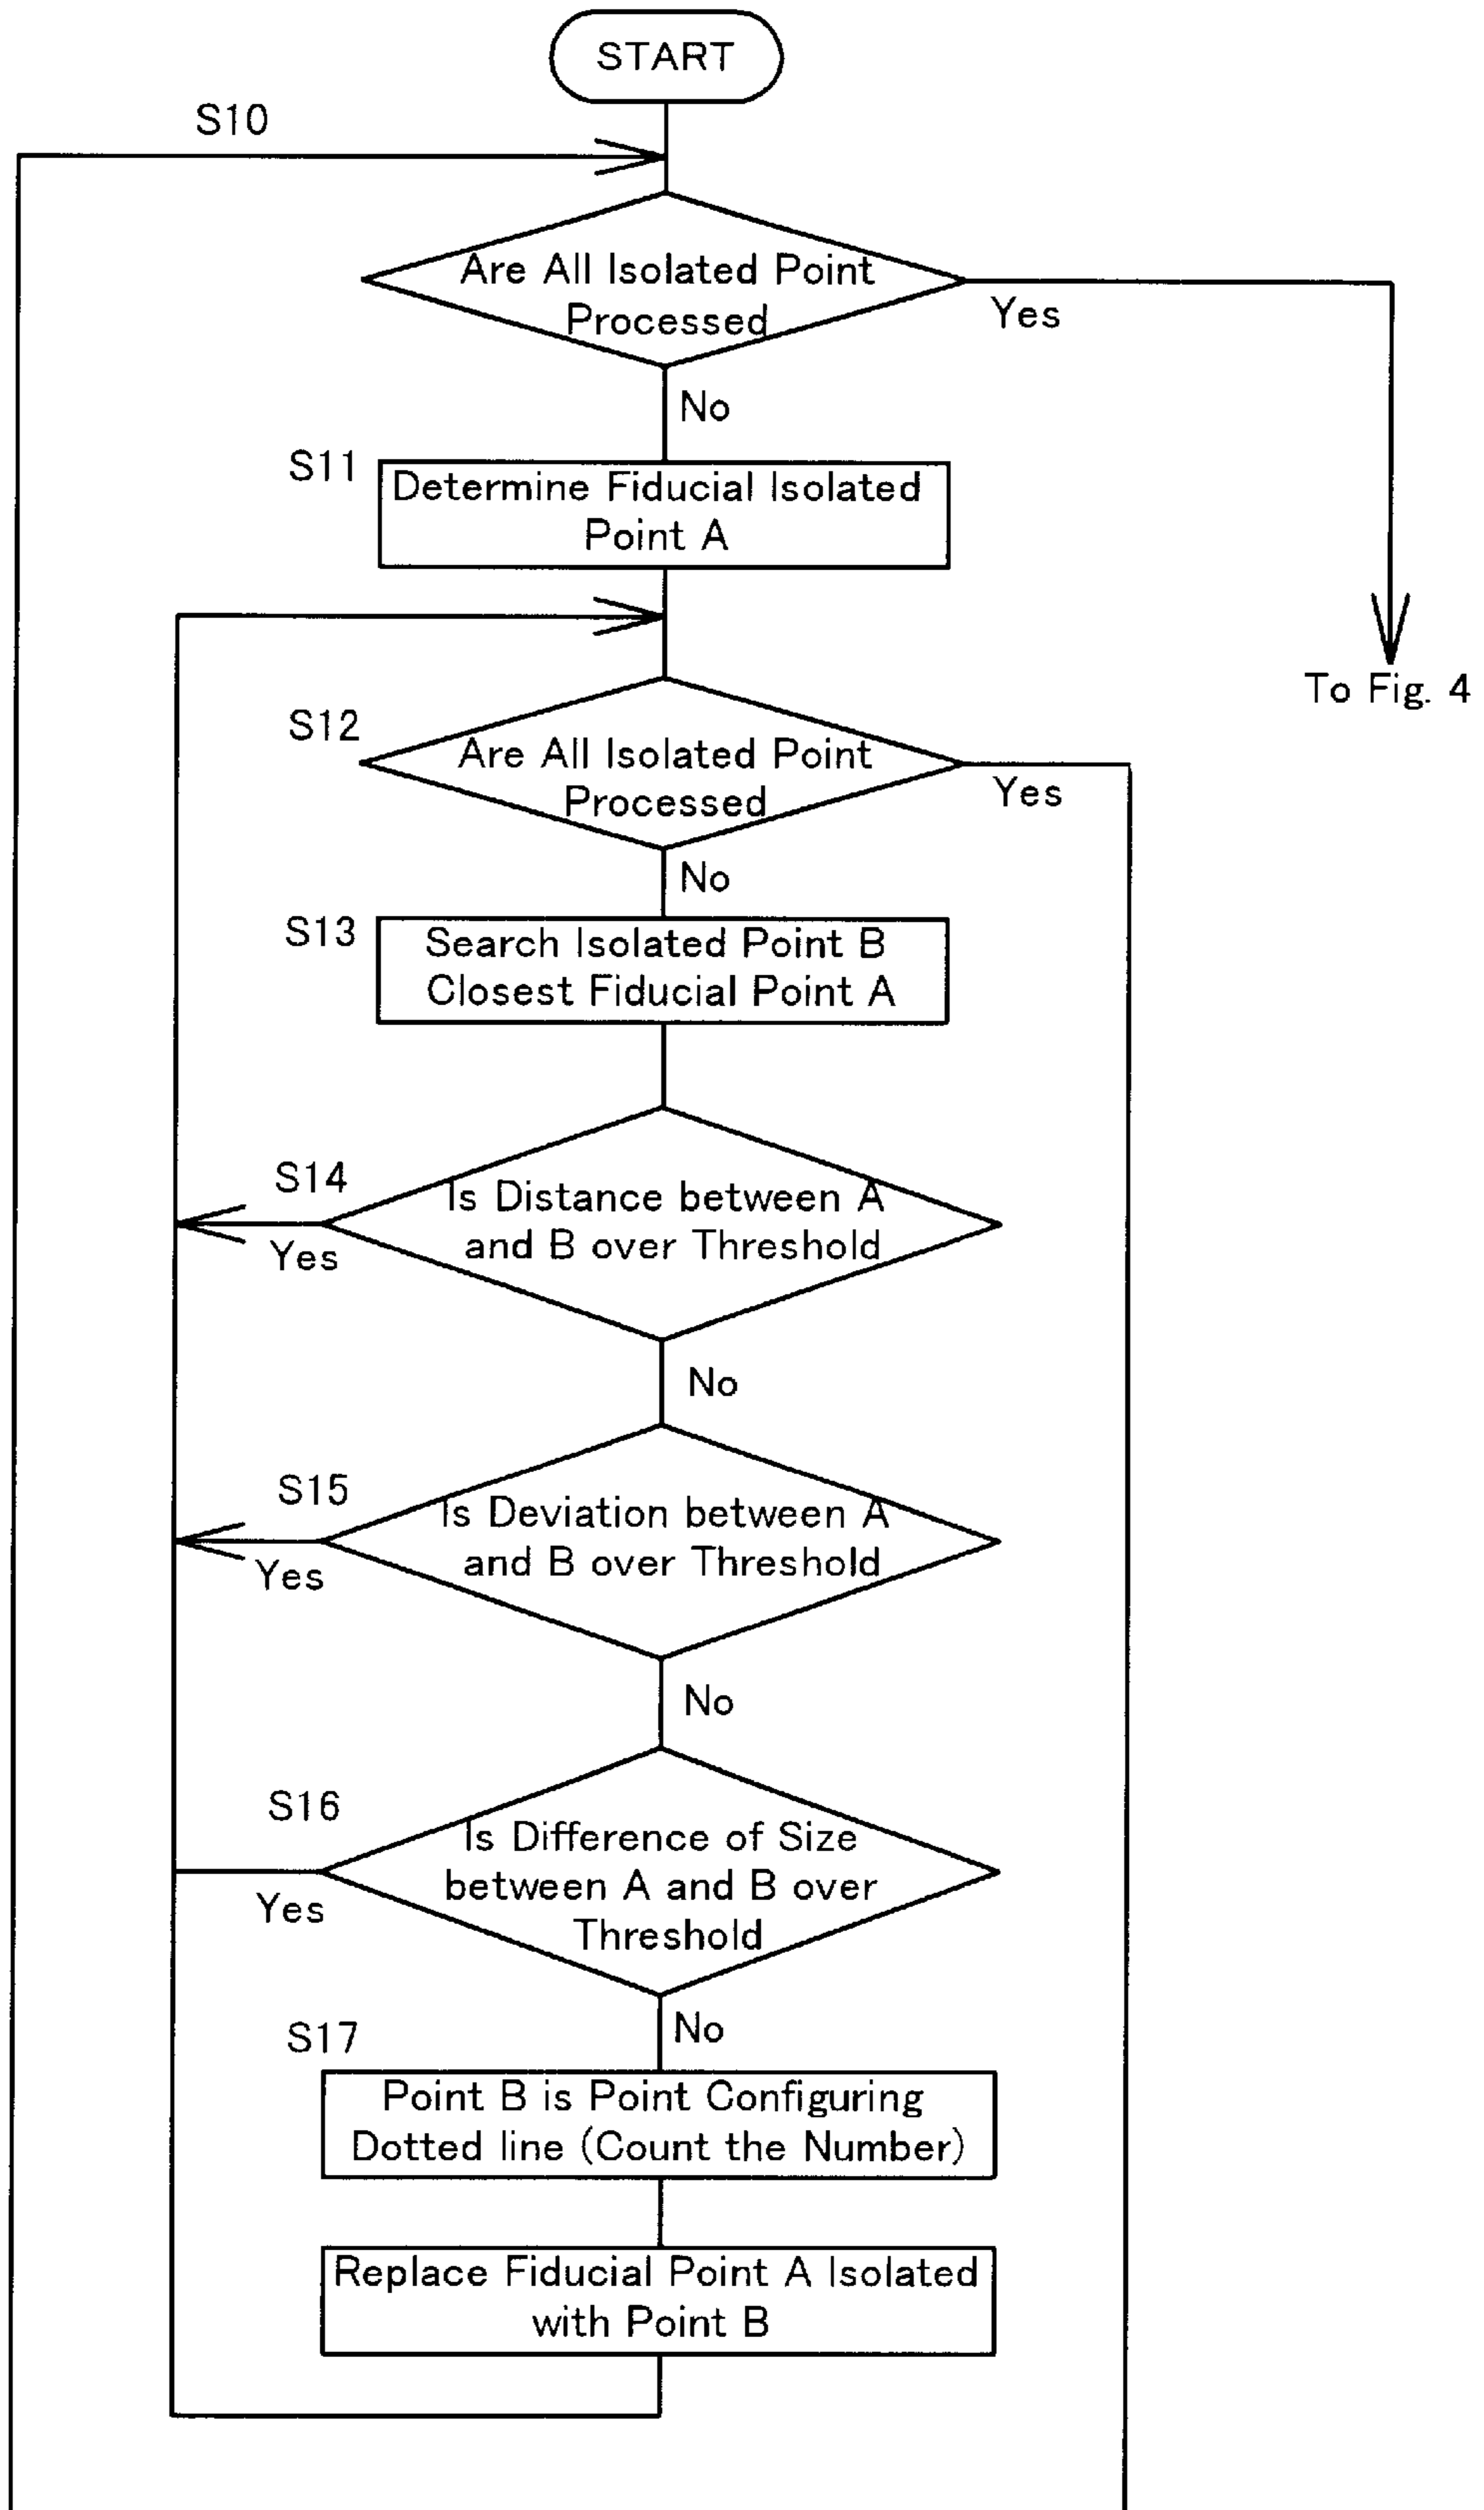 START
S10
Are All Isolated Point
Processed
Yes
No
S11
Determine Fiducial Isolated
Point A
To Fig. 4
S12
Are All Isolated Point
Processed
Yes
No
S13
Search Isolated Point B
Closest Fiducial Point A
S14
Is Distance between A
and B over Threshold
Yes
No
S15
Is Deviation between A
and B over Threshold
Yes
No
S16
Is Difference of Size
between A and B over
Threshold
Yes
No
S17
Point B is Point Configuring
Dotted line (Count the Number)
Replace Fiducial Point A Isolated
with Point B